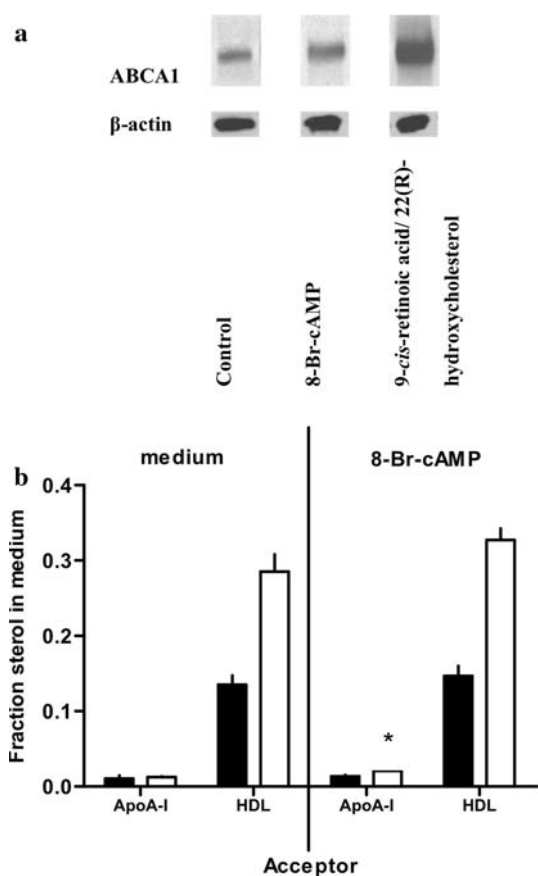 a
ABCA1
β-actin
Control
8-Br-cAMP
9-cis-retinoic acid/ 22(R)-
hydroxycholesterol
b
medium
8-Br-cAMP
Fraction sterol in medium
0.4
0.3
0.2
0.1
0.0
*
ApoA-I
HDL
ApoA-I
HDL
Acceptor